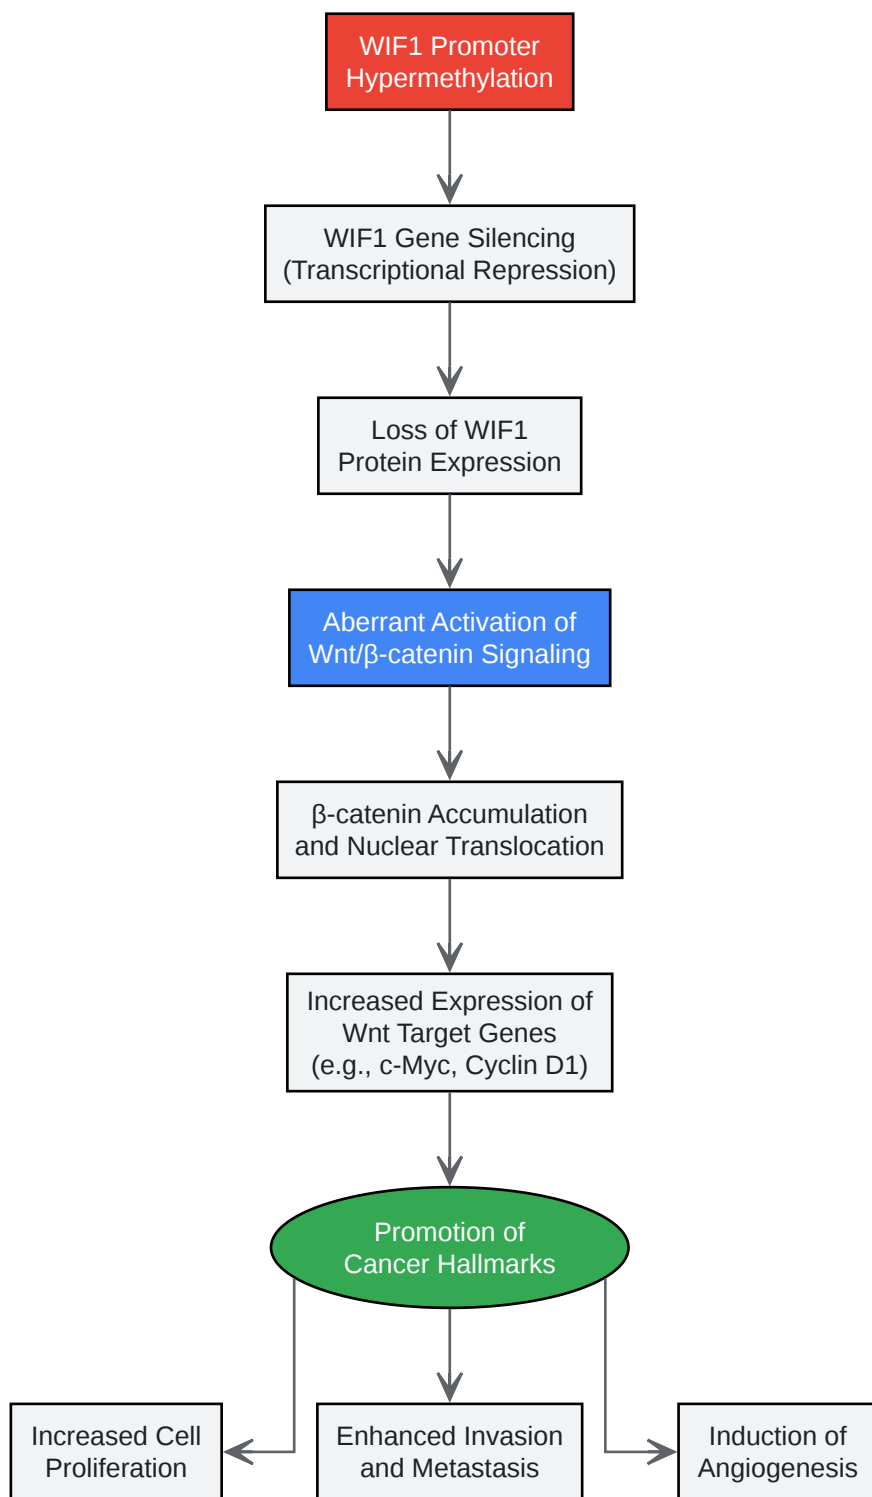 WIF1 Promoter
Hypermethylation
WIF1 Gene Silencing
(Transcriptional Repression)
Loss of WIF1
Protein Expression
Aberrant Activation of
Wnt/β-catenin Signaling
β-catenin Accumulation
and Nuclear Translocation
Increased Expression of
Wnt Target Genes
(e.g., c-Myc, Cyclin D1)
Promotion of
Cancer Hallmarks
Increased Cell
Proliferation
Enhanced Invasion
and Metastasis
Induction of
Angiogenesis